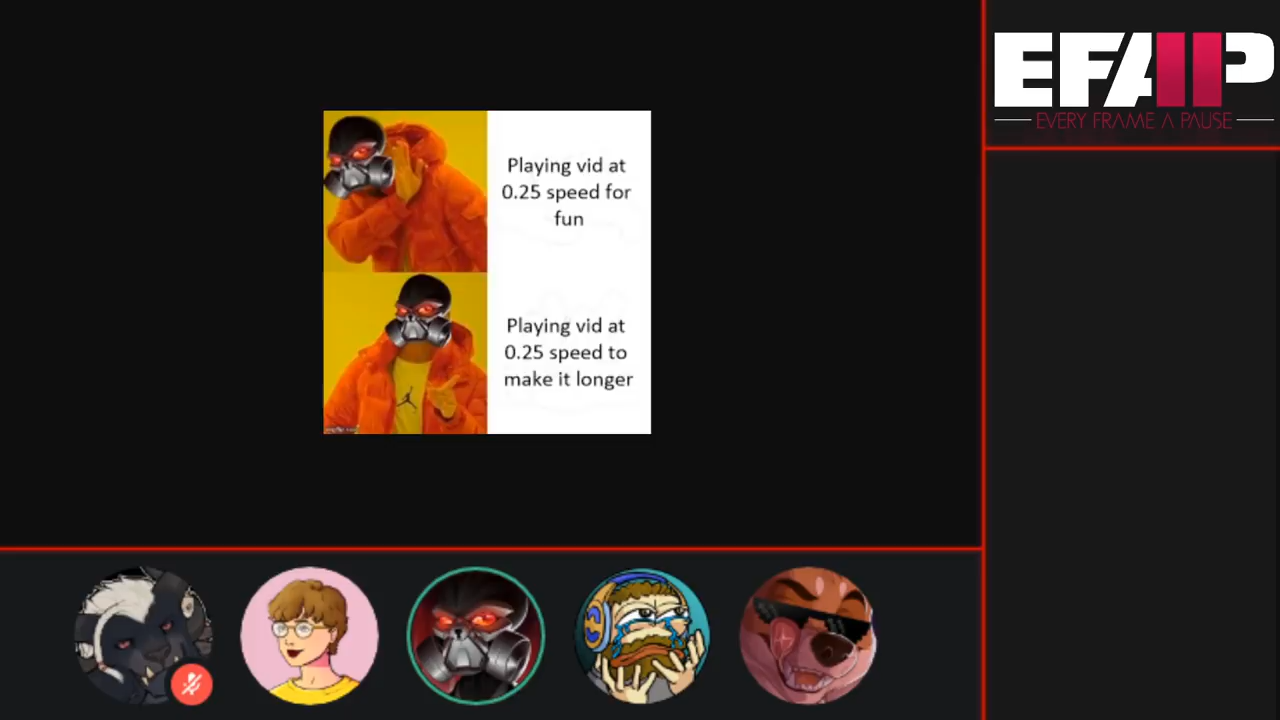 EFAP
EVERY FRAME A PAUSE
Playing vid at
0.25 speed for
fun
Playing vid at
0.25 speed to
make it longer